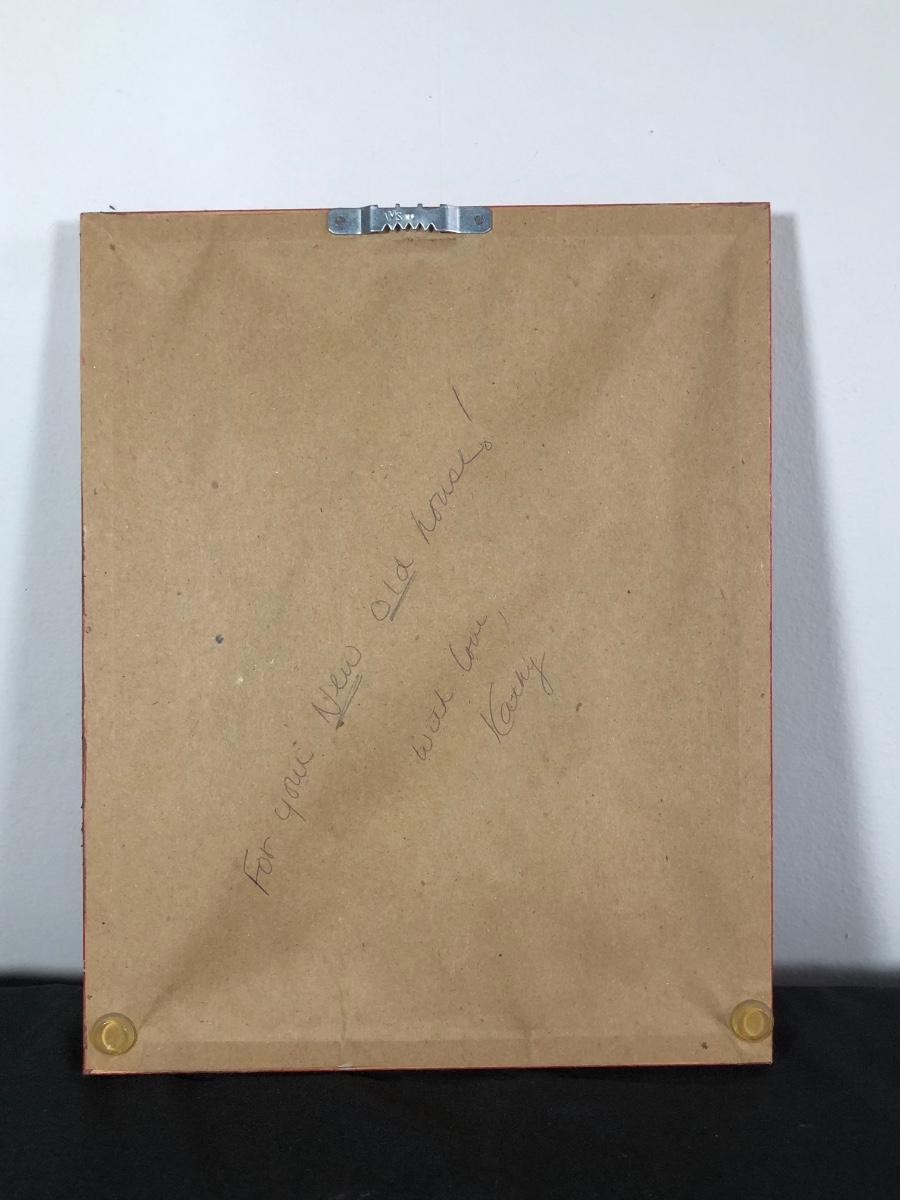 For your New Old house!
With love,
Kathy